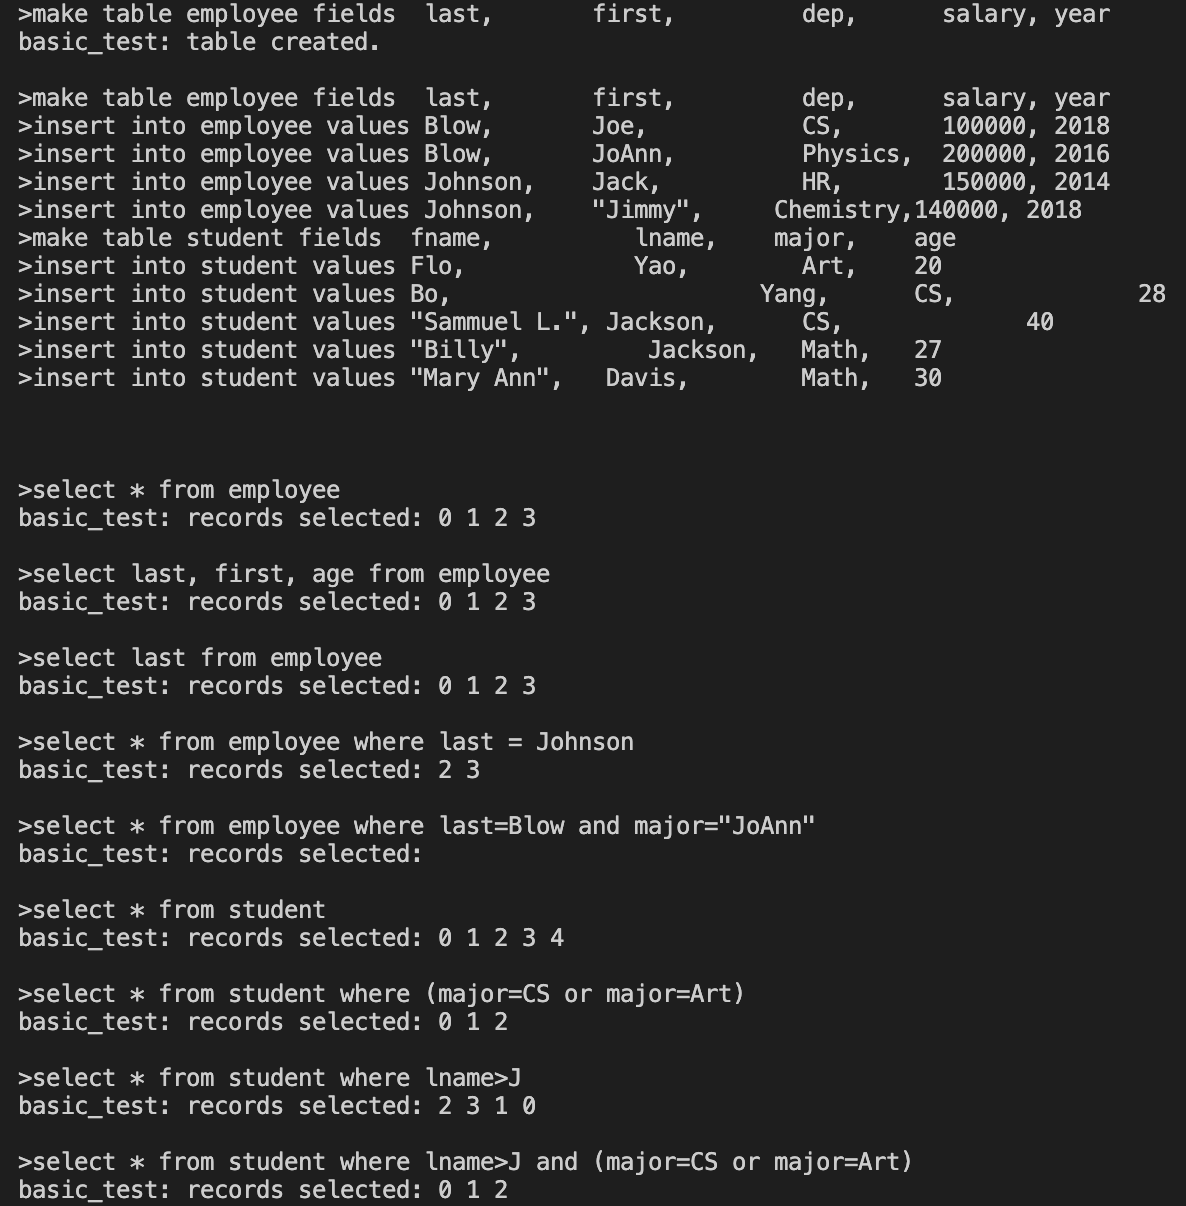 >make table employee fields  last,       first,         dep,      salary, year
basic_test: table created.
>make table employee fields  last,       first,         dep,      salary, year
>insert into employee values Blow,       Joe,           CS,       100000, 2018
>insert into employee values Blow,       JoAnn,         Physics,  200000, 2016
>insert into employee values Johnson,    Jack,          HR,       150000, 2014
>insert into employee values Johnson,    "Jimmy",     Chemistry,140000, 2018
>make table student fields  fname,          lname,    major,    age
>insert into student values Flo,            Yao,        Art,    20
>insert into student values Bo,                      Yang,      CS,             28
>insert into student values "Sammuel L.", Jackson,      CS,             40
>insert into student values "Billy",         Jackson,   Math,   27
>insert into student values "Mary Ann",   Davis,        Math,   30
>select * from employee
basic_test: records selected: 0 1 2 3
>select last, first, age from employee
basic_test: records selected: 0 1 2 3
>select last from employee
basic_test: records selected: 0 1 2 3
>select * from employee where last = Johnson
basic_test: records selected: 2 3
>select * from employee where last=Blow and major="JoAnn"
basic_test: records selected:
>select * from student
basic_test: records selected: 0 1 2 3 4
>select * from student where (major=CS or major=Art)
basic_test: records selected: 0 1 2
>select * from student where lname>J
basic_test: records selected: 2 3 1 0
>select * from student where lname>J and (major=CS or major=Art)
basic_test: records selected: 0 1 2